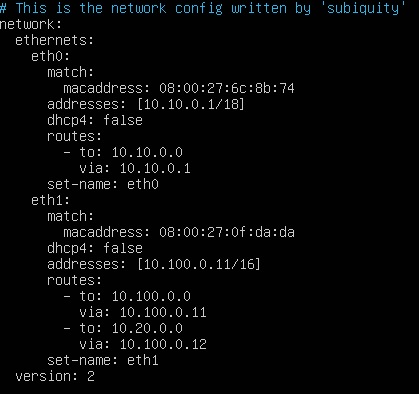 # This is the network config written by 'subiquity'
network:
  ethernets:
    eth0:
      match:
        macaddress: 08:00:27:6c:8b:74
      addresses: [10.10.0.1/18]
      dhcp4: false
      routes:
        - to: 10.10.0.0
          via: 10.10.0.1
      set-name: eth0
    eth1:
      match:
        macaddress: 08:00:27:0f:da:da
      dhcp4: false
      addresses: [10.100.0.11/16]
      routes:
        - to: 10.100.0.0
          via: 10.100.0.11
        - to: 10.20.0.0
          via: 10.100.0.12
      set-name: eth1
  version: 2